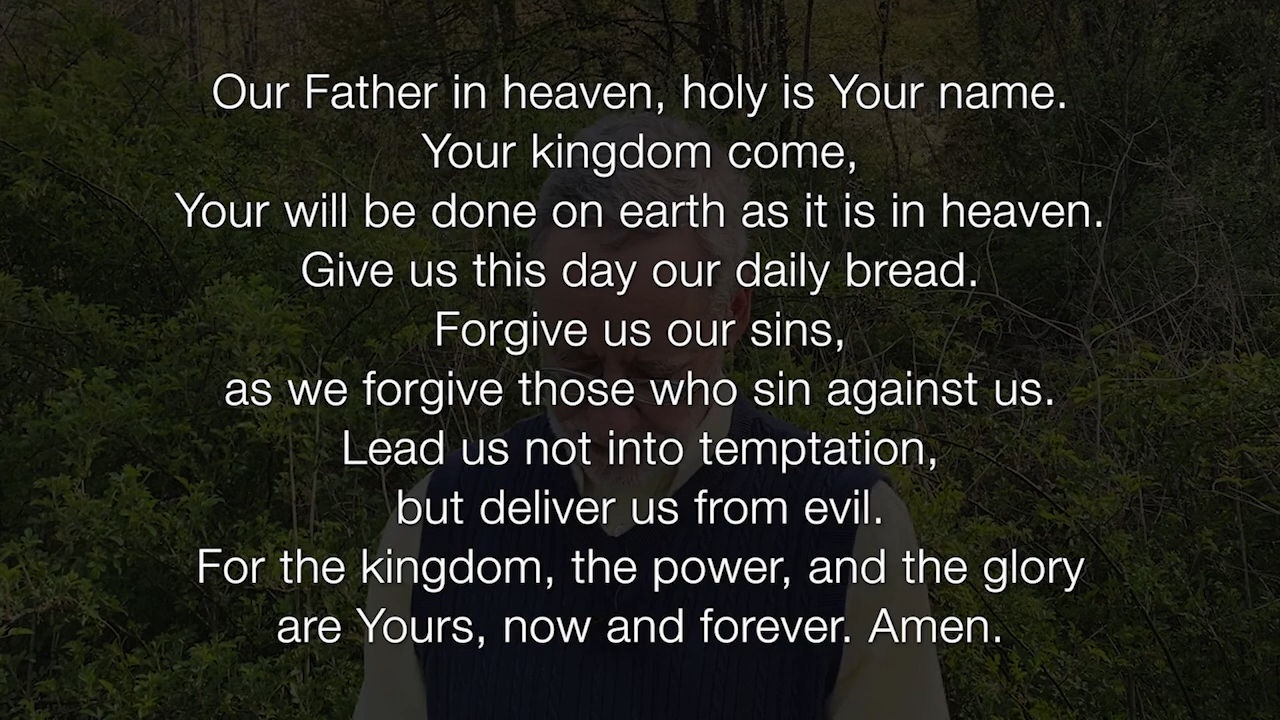 Our Father in heaven, holy is Your name.
Your kingdom come,
Your will be done on earth as it is in heaven.
Give us this day our daily bread.
Forgive us our sins,
as we forgive those who sin against us.
Lead us not into temptation,
but deliver us from evil.
For the kingdom, the power, and the glory
are Yours, now and forever. Amen.